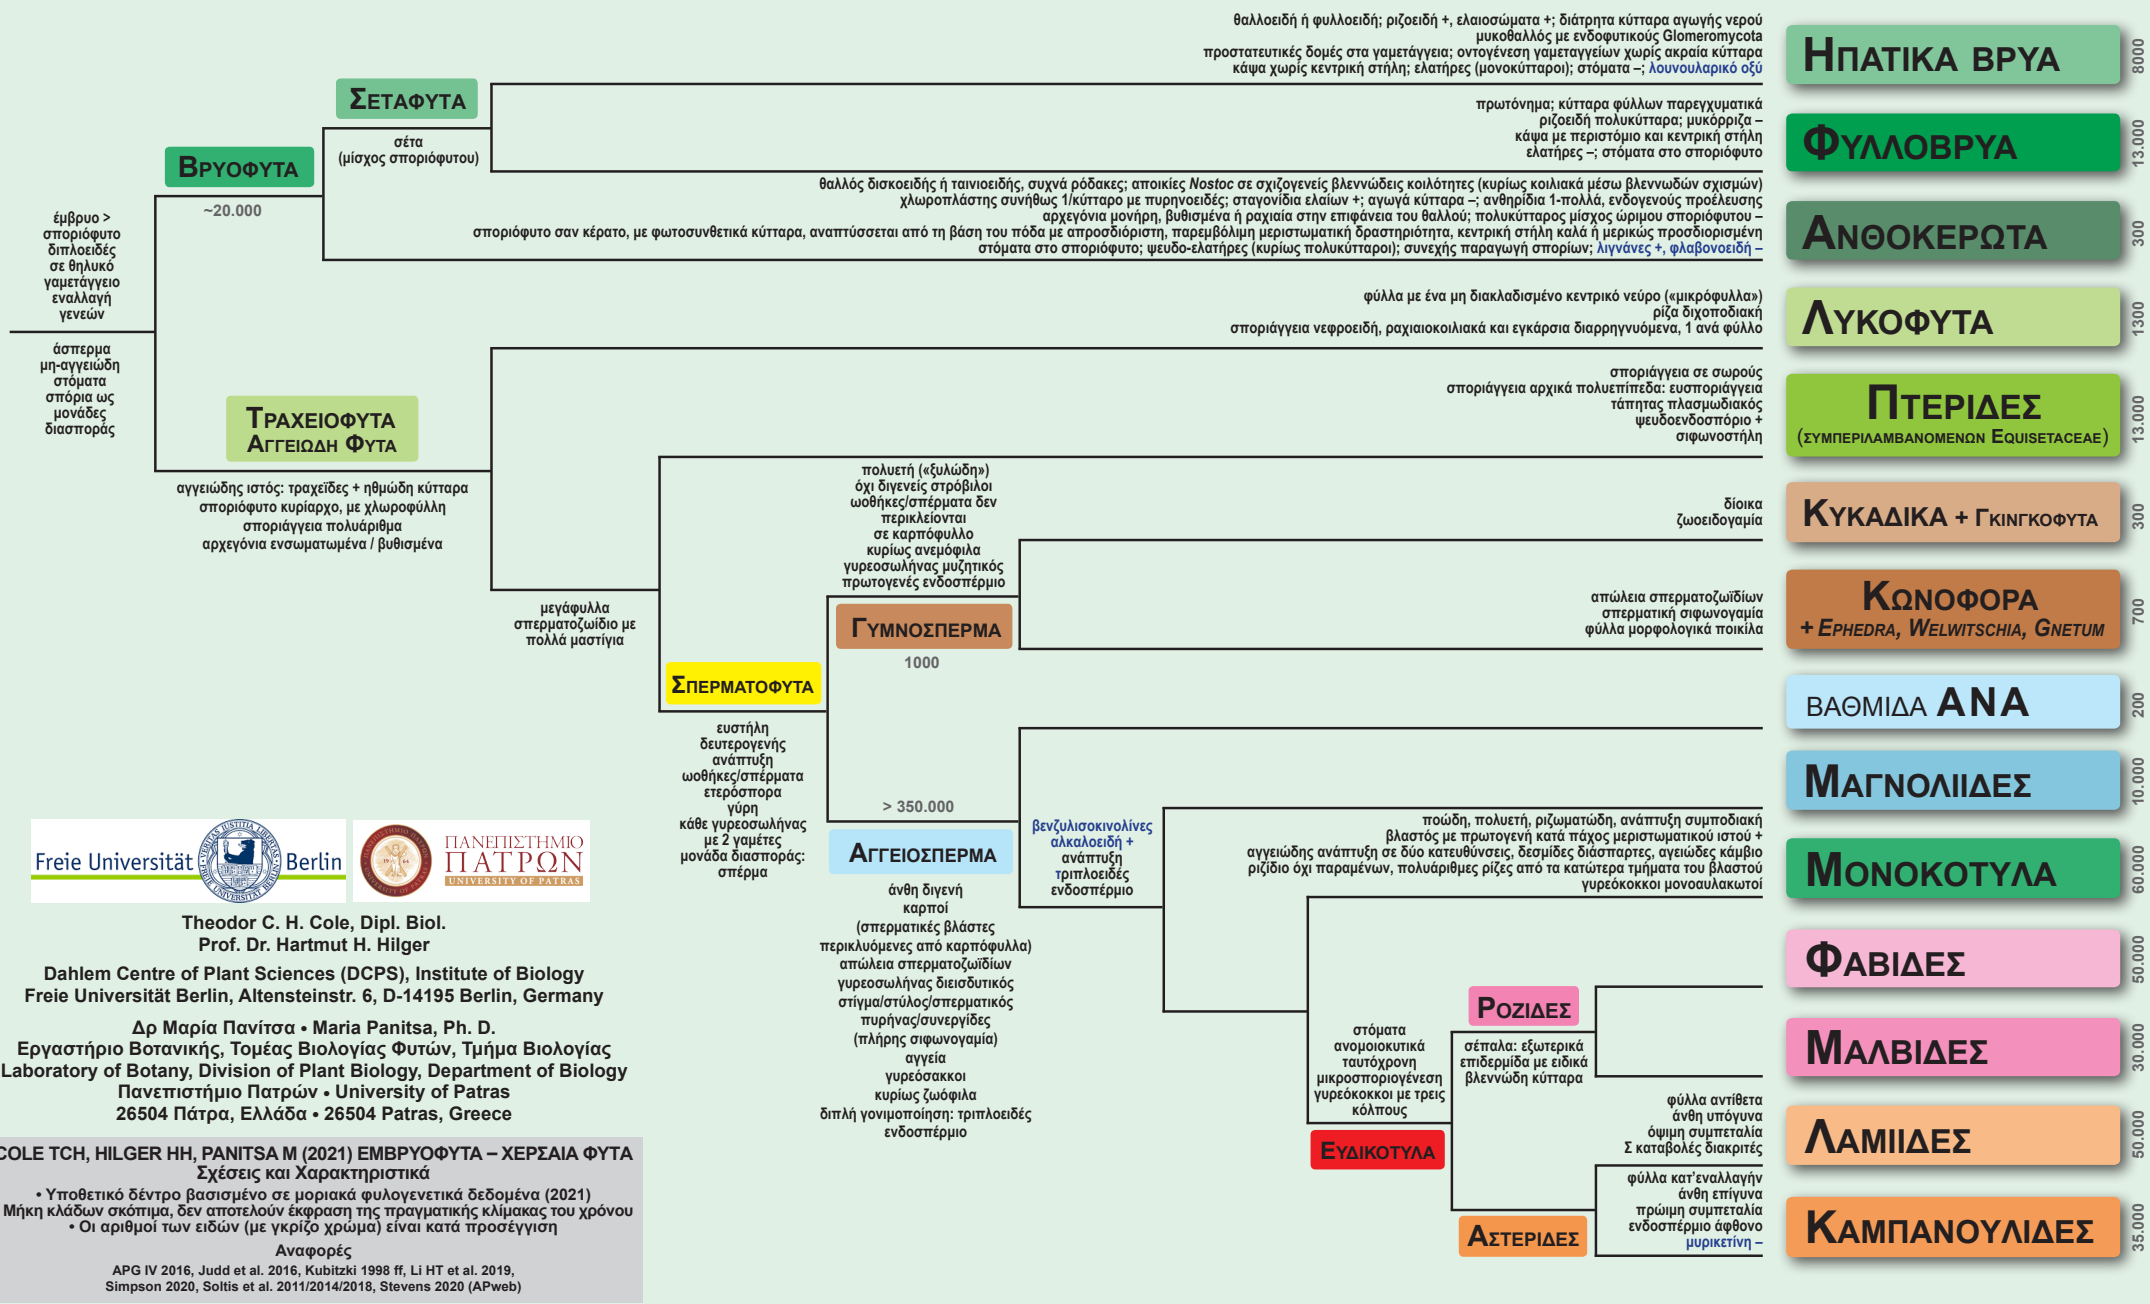 θαλλοειδή ή φυλλοειδή; ριζοειδή +, ελαιοσώματα +; διάτρητα κύτταρα αγωγής νερού
μυκοθαλλός με ενδοφυτικούς Glomeromycota
προστατευτικές δομές στα γαμετάγγεια; οντογένεση γαμεταγγείων χωρίς ακραία κύτταρα
κάψα χωρίς κεντρική στήλη; ελατήρες (μονοκύτταροι); στόματα –; λουνουλαρικό οξύ
ΗΠΑΤΙΚΑ ΒΡΥΑ
8000
ΣΕΤΑΦΥΤΑ
σέτα
(μίσχος σποριόφυτου)
πρωτόνημα; κύτταρα φύλλων παρεγχυματικά
ριζοειδή πολυκύτταρα; μυκόρριζα –
κάψα με περιστόμιο και κεντρική στήλη
ελατήρες –; στόματα στο σποριόφυτο
ΦΥΛΛΟΒΡΥΑ
13.000
ΒΡΥΟΦΥΤΑ
~20.000
θαλλός δισκοειδής ή ταινιοειδής, συχνά ρόδακες; αποικίες Nostoc σε σχιζογενείς βλεννώδεις κοιλότητες (κυρίως κοιλιακά μέσω βλεννωδών σχισμών)
χλωροπλάστης συνήθως 1/κύτταρο με πυρηνοειδές; σταγονίδια ελαίων +; αγωγά κύτταρα –; ανθηρίδια 1-πολλά, ενδογενούς προέλευσης
αρχεγόνια μονήρη, βυθισμένα ή ραχιαία στην επιφάνεια του θαλλού; πολυκύτταρος μίσχος ώριμου σποριόφυτου –
σποριόφυτο σαν κέρατο, με φωτοσυνθετικά κύτταρα, αναπτύσσεται από τη βάση του πόδα με απροσδιόριστη, παρεμβόλιμη μεριστωματική δραστηριότητα, κεντρική στήλη καλά ή μερικώς προσδιορισμένη
στόματα στο σποριόφυτο; ψευδο-ελατήρες (κυρίως πολυκύτταροι); συνεχής παραγωγή σπορίων; λιγνάνες +, φλαβονοειδή –
ΑΝΘΟΚΕΡΩΤΑ
300
έμβρυο >
σποριόφυτο
διπλοειδές
σε θηλυκό
γαμετάγγειο
εναλλαγή
γενεών
άσπερμα
μη-αγγειώδη
στόματα
σπόρια ως
μονάδες
διασποράς
φύλλα με ένα μη διακλαδισμένο κεντρικό νεύρο («μικρόφυλλα»)
ρίζα διχοποδιακή
σποριάγγεια νεφροειδή, ραχιαιοκοιλιακά και εγκάρσια διαρρηγνυόμενα, 1 ανά φύλλο
ΛΥΚΟΦΥΤΑ
1300
ΤΡΑΧΕΙΟΦΥΤΑ
ΑΓΓΕΙΩΔΗ ΦΥΤΑ
αγγειώδης ιστός: τραχεΐδες + ηθμώδη κύτταρα
σποριόφυτο κυρίαρχο, με χλωροφύλλη
σποριάγγεια πολυάριθμα
αρχεγόνια ενσωματωμένα / βυθισμένα
σποριάγγεια σε σωρούς
σποριάγγεια αρχικά πολυεπίπεδα: ευσποριάγγεια
τάπητας πλασμωδιακός
ψευδοενδοσπόριο +
σιφωνοστήλη
ΠΤΕΡΙΔΕΣ
(ΣΥΜΠΕΡΙΛΑΜΒΑΝΟΜΕΝΩΝ EQUISETACEAE)
13.000
μεγάφυλλα
σπερματοζωίδιο με
πολλά μαστίγια
πολυετή («ξυλώδη»)
όχι διγενείς στρόβιλοι
ωοθήκες/σπέρματα δεν
περικλείονται
σε καρπόφυλλο
κυρίως ανεμόφιλα
γυρεοσωλήνας μυζητικός
πρωτογενές ενδοσπέρμιο
ΓΥΜΝΟΣΠΕΡΜΑ
1000
δίοικα
ζωοειδογαμία
ΚΥΚΑΔΙΚΑ + ΓΚΙΝΓΚΟΦΥΤΑ
300
απώλεια σπερματοζωϊδίων
σπερματική σιφωνογαμία
φύλλα μορφολογικά ποικίλα
ΚΩΝΟΦΟΡΑ
+ EPHEDRA, WELWITSCHIA, GNETUM
700
ΣΠΕΡΜΑΤΟΦΥΤΑ
ευστήλη
δευτερογενής
ανάπτυξη
ωοθήκες/σπέρματα
ετερόσπορα
γύρη
κάθε γυρεοσωλήνας
με 2 γαμέτες
μονάδα διασποράς:
σπέρμα
ΒΑΘΜΙΔΑ ΑΝΑ
200
> 350.000
ΑΓΓΕΙΟΣΠΕΡΜΑ
άνθη διγενή
καρποί
(σπερματικές βλάστες
περικλυόμενες από καρπόφυλλα)
απώλεια σπερματοζωϊδίων
γυρεοσωλήνας διεισδυτικός
στίγμα/στύλος/σπερματικός
πυρήνας/συνεργίδες
(πλήρης σιφωνογαμία)
αγγεία
γυρεόσακκοι
κυρίως ζωόφιλα
διπλή γονιμοποίηση: τριπλοειδές
ενδοσπέρμιο
βενζυλισοκινολίνες
αλκαλοειδή +
ανάπτυξη
τριπλοειδές
ενδοσπέρμιο
ΜΑΓΝΟΛΙΙΔΕΣ
10.000
ποώδη, πολυετή, ριζωματώδη, ανάπτυξη συμποδιακή
βλαστός με πρωτογενή κατά πάχος μεριστωματικού ιστού +
αγγειώδης ανάπτυξη σε δύο κατευθύνσεις, δεσμίδες διάσπαρτες, αγειώδες κάμβιο
ριζίδιο όχι παραμένων, πολυάριθμες ρίζες από τα κατώτερα τμήματα του βλαστού
γυρεόκοκκοι μονοαυλακωτοί
ΜΟΝΟΚΟΤΥΛΑ
60.000
στόματα
ανομοιοκυτικά
ταυτόχρονη
μικροσποριογένεση
γυρεόκοκκοι με τρεις
κόλπους
ΕΥΔΙΚΟΤΥΛΑ
ΡΟΖΙΔΕΣ
σέπαλα: εξωτερικά
επιδερμίδα με ειδικά
βλεννώδη κύτταρα
ΦΑΒΙΔΕΣ
50.000
ΜΑΛΒΙΔΕΣ
30.000
φύλλα αντίθετα
άνθη υπόγυνα
όψιμη συμπεταλία
Σ καταβολές διακριτές
ΛΑΜΙΙΔΕΣ
50.000
ΑΣΤΕΡΙΔΕΣ
φύλλα κατ'εναλλαγήν
άνθη επίγυνα
πρώιμη συμπεταλία
ενδοσπέρμιο άφθονο
μυρικετίνη –
ΚΑΜΠΑΝΟΥΛΙΔΕΣ
35.000
Freie Universität Berlin
ΠΑΝΕΠΙΣΤΗΜΙΟ
ΠΑΤΡΩΝ
UNIVERSITY OF PATRAS
Theodor C. H. Cole, Dipl. Biol.
Prof. Dr. Hartmut H. Hilger
Dahlem Centre of Plant Sciences (DCPS), Institute of Biology
Freie Universität Berlin, Altensteinstr. 6, D-14195 Berlin, Germany
Δρ Μαρία Πανίτσα • Maria Panitsa, Ph. D.
Εργαστήριο Βοτανικής, Τομέας Βιολογίας Φυτών, Τμήμα Βιολογίας
Laboratory of Botany, Division of Plant Biology, Department of Biology
Πανεπιστήμιο Πατρών • University of Patras
26504 Πάτρα, Ελλάδα • 26504 Patras, Greece
COLE TCH, HILGER HH, PANITSA M (2021) ΕΜΒΡΥΟΦΥΤΑ – ΧΕΡΣΑΙΑ ΦΥΤΑ
Σχέσεις και Χαρακτηριστικά
• Υποθετικό δέντρο βασισμένο σε μοριακά φυλογενετικά δεδομένα (2021)
Μήκη κλάδων σκόπιμα, δεν αποτελούν έκφραση της πραγματικής κλίμακας του χρόνου
• Οι αριθμοί των ειδών (με γκρίζο χρώμα) είναι κατά προσέγγιση
Αναφορές
APG IV 2016, Judd et al. 2016, Kubitzki 1998 ff, Li HT et al. 2019,
Simpson 2020, Soltis et al. 2011/2014/2018, Stevens 2020 (APweb)